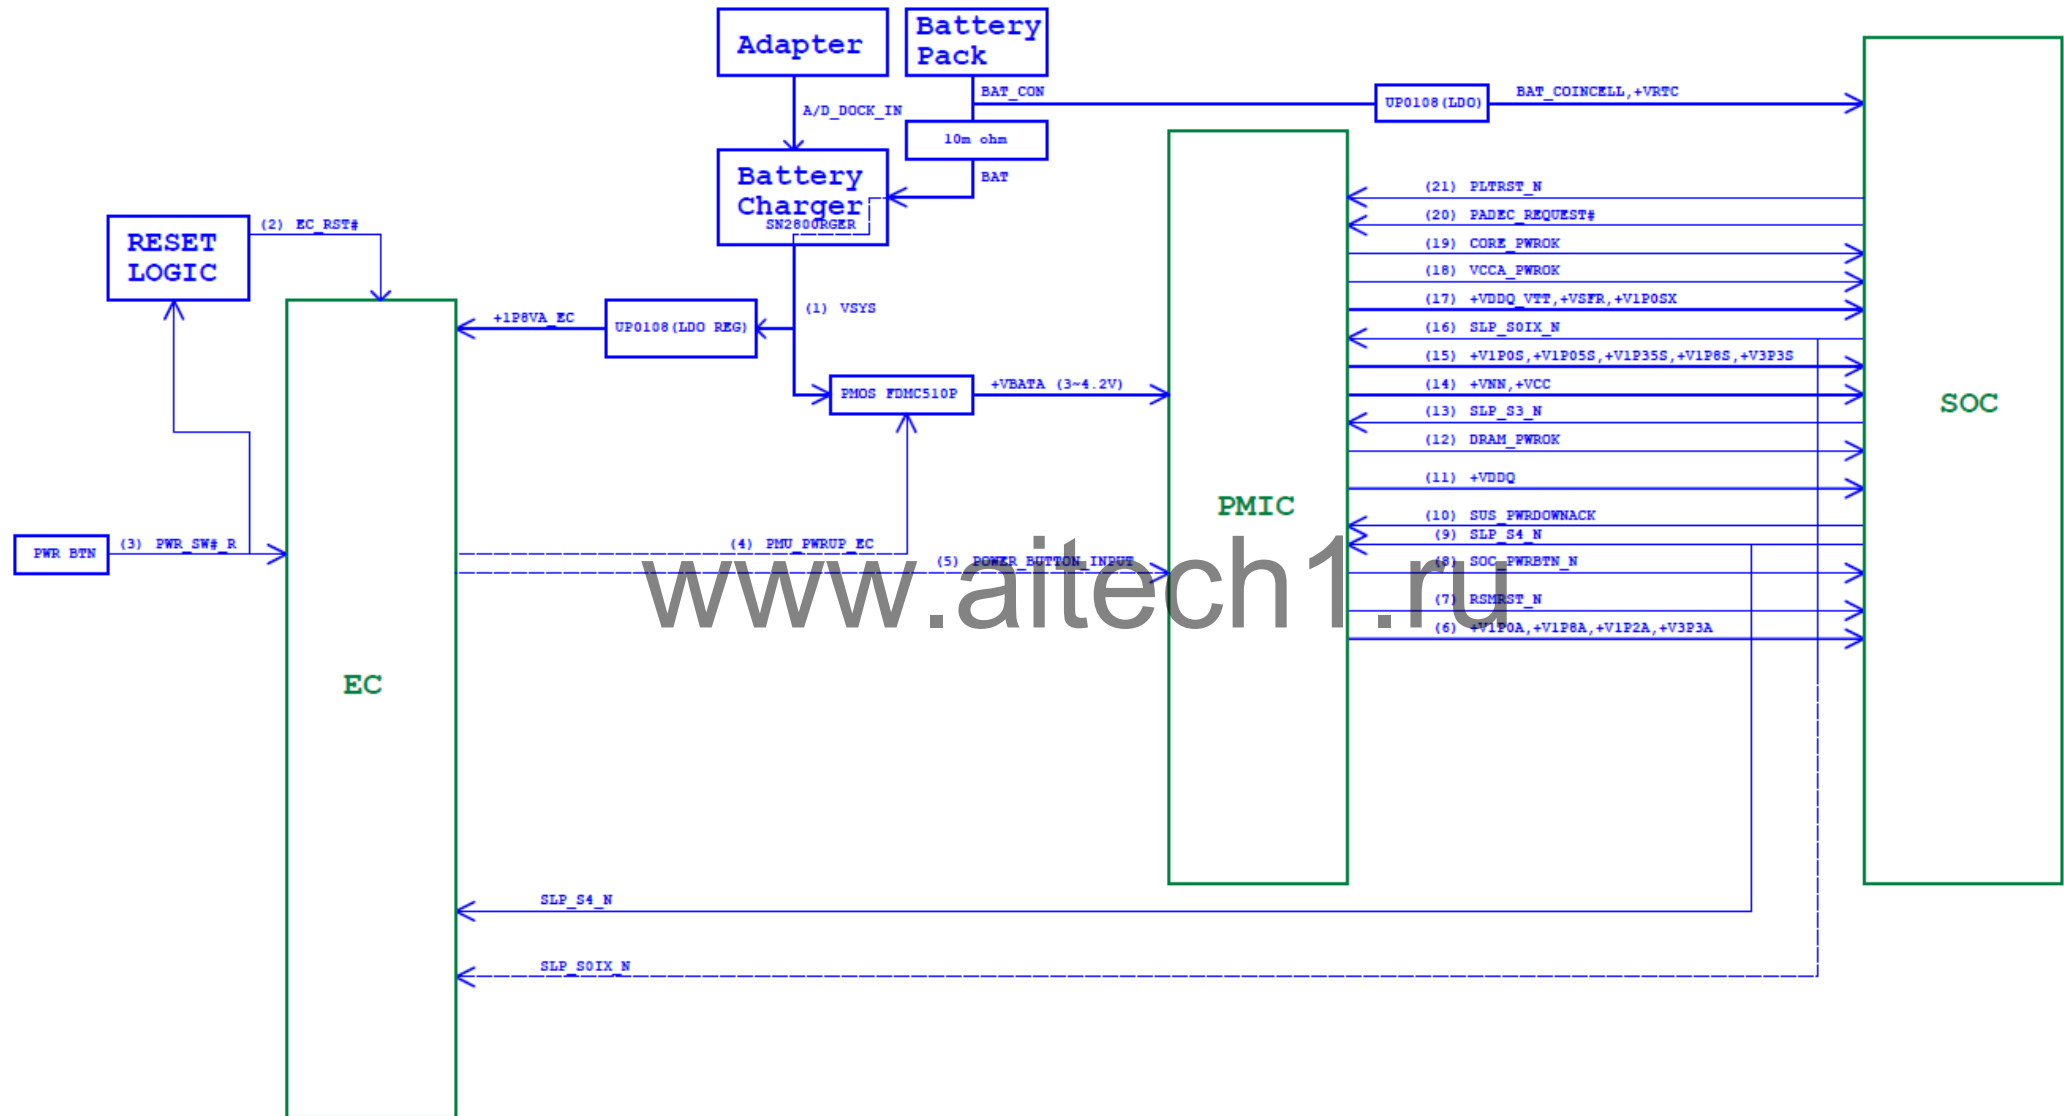 Adapter
Battery
Pack
A/D_DOCK_IN
BAT_CON
UP0108(LDO)
BAT_COINCELL,+VRTC
10m ohm
BAT
Battery
Charger
SN2800RGER
RESET
LOGIC
(2) EC_RST#
(1) VSYS
+1P8VA_EC
UP0108(LDO REG)
PMOS FDMC510P
+VBATA (3~4.2V)
PWR BTN
(3) PWR_SW#_R
(4) PMU_PWRUP_EC
(5) POWER_BUTTON_INPUT
EC
PMIC
SOC
(21) PLTRST_N
(20) PADEC_REQUEST#
(19) CORE_PWROK
(18) VCCA_PWROK
(17) +VDDQ_VTT,+VSFR,+V1P0SX
(16) SLP_S0IX_N
(15) +V1P0S,+V1P05S,+V1P35S,+V1P8S,+V3P3S
(14) +VNN,+VCC
(13) SLP_S3_N
(12) DRAM_PWROK
(11) +VDDQ
(10) SUS_PWRDOWNACK
(9) SLP_S4_N
(8) SOC_PWRBTN_N
(7) RSMRST_N
(6) +V1P0A,+V1P8A,+V1P2A,+V3P3A
www.aitech1.ru
SLP_S4_N
SLP_S0IX_N